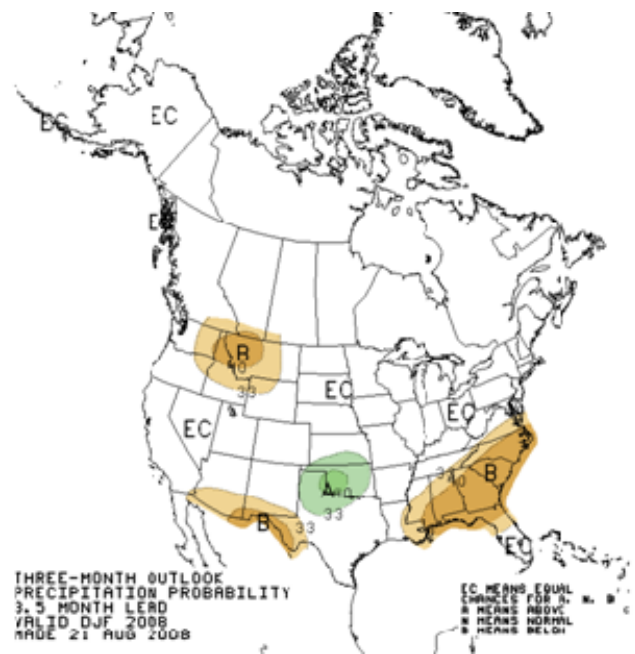 EC
EC
EC
B
40
33
EC
EC
EC
A
40
33
B
33
33
40
B
EC
THREE-MONTH OUTLOOK
PRECIPITATION PROBABILITY
3.5 MONTH LEAD
VALID DJF 2008
MADE 21 AUG 2008
EC MEANS EQUAL
CHANCES FOR A, N, B
A MEANS ABOVE
N MEANS NORMAL
B MEANS BELOW